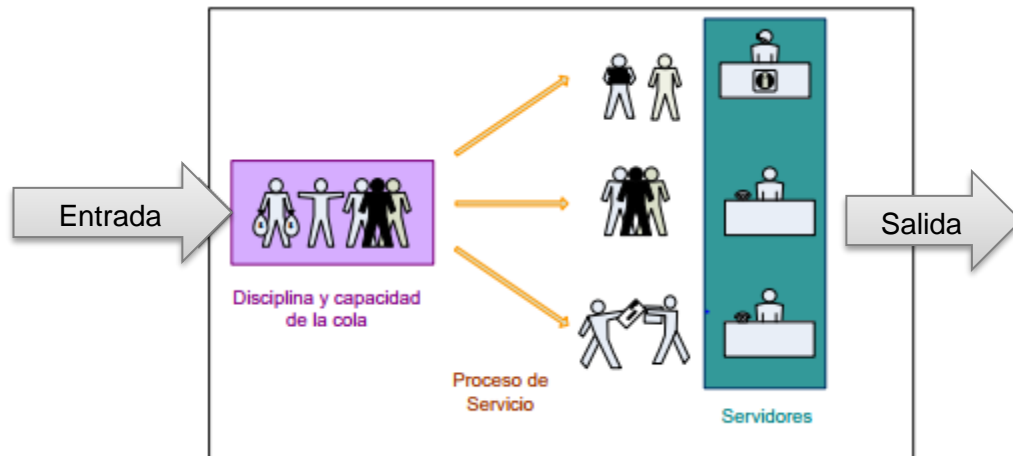 Entrada
Disciplina y capacidad
de la cola
Proceso de
Servicio
Servidores
Salida